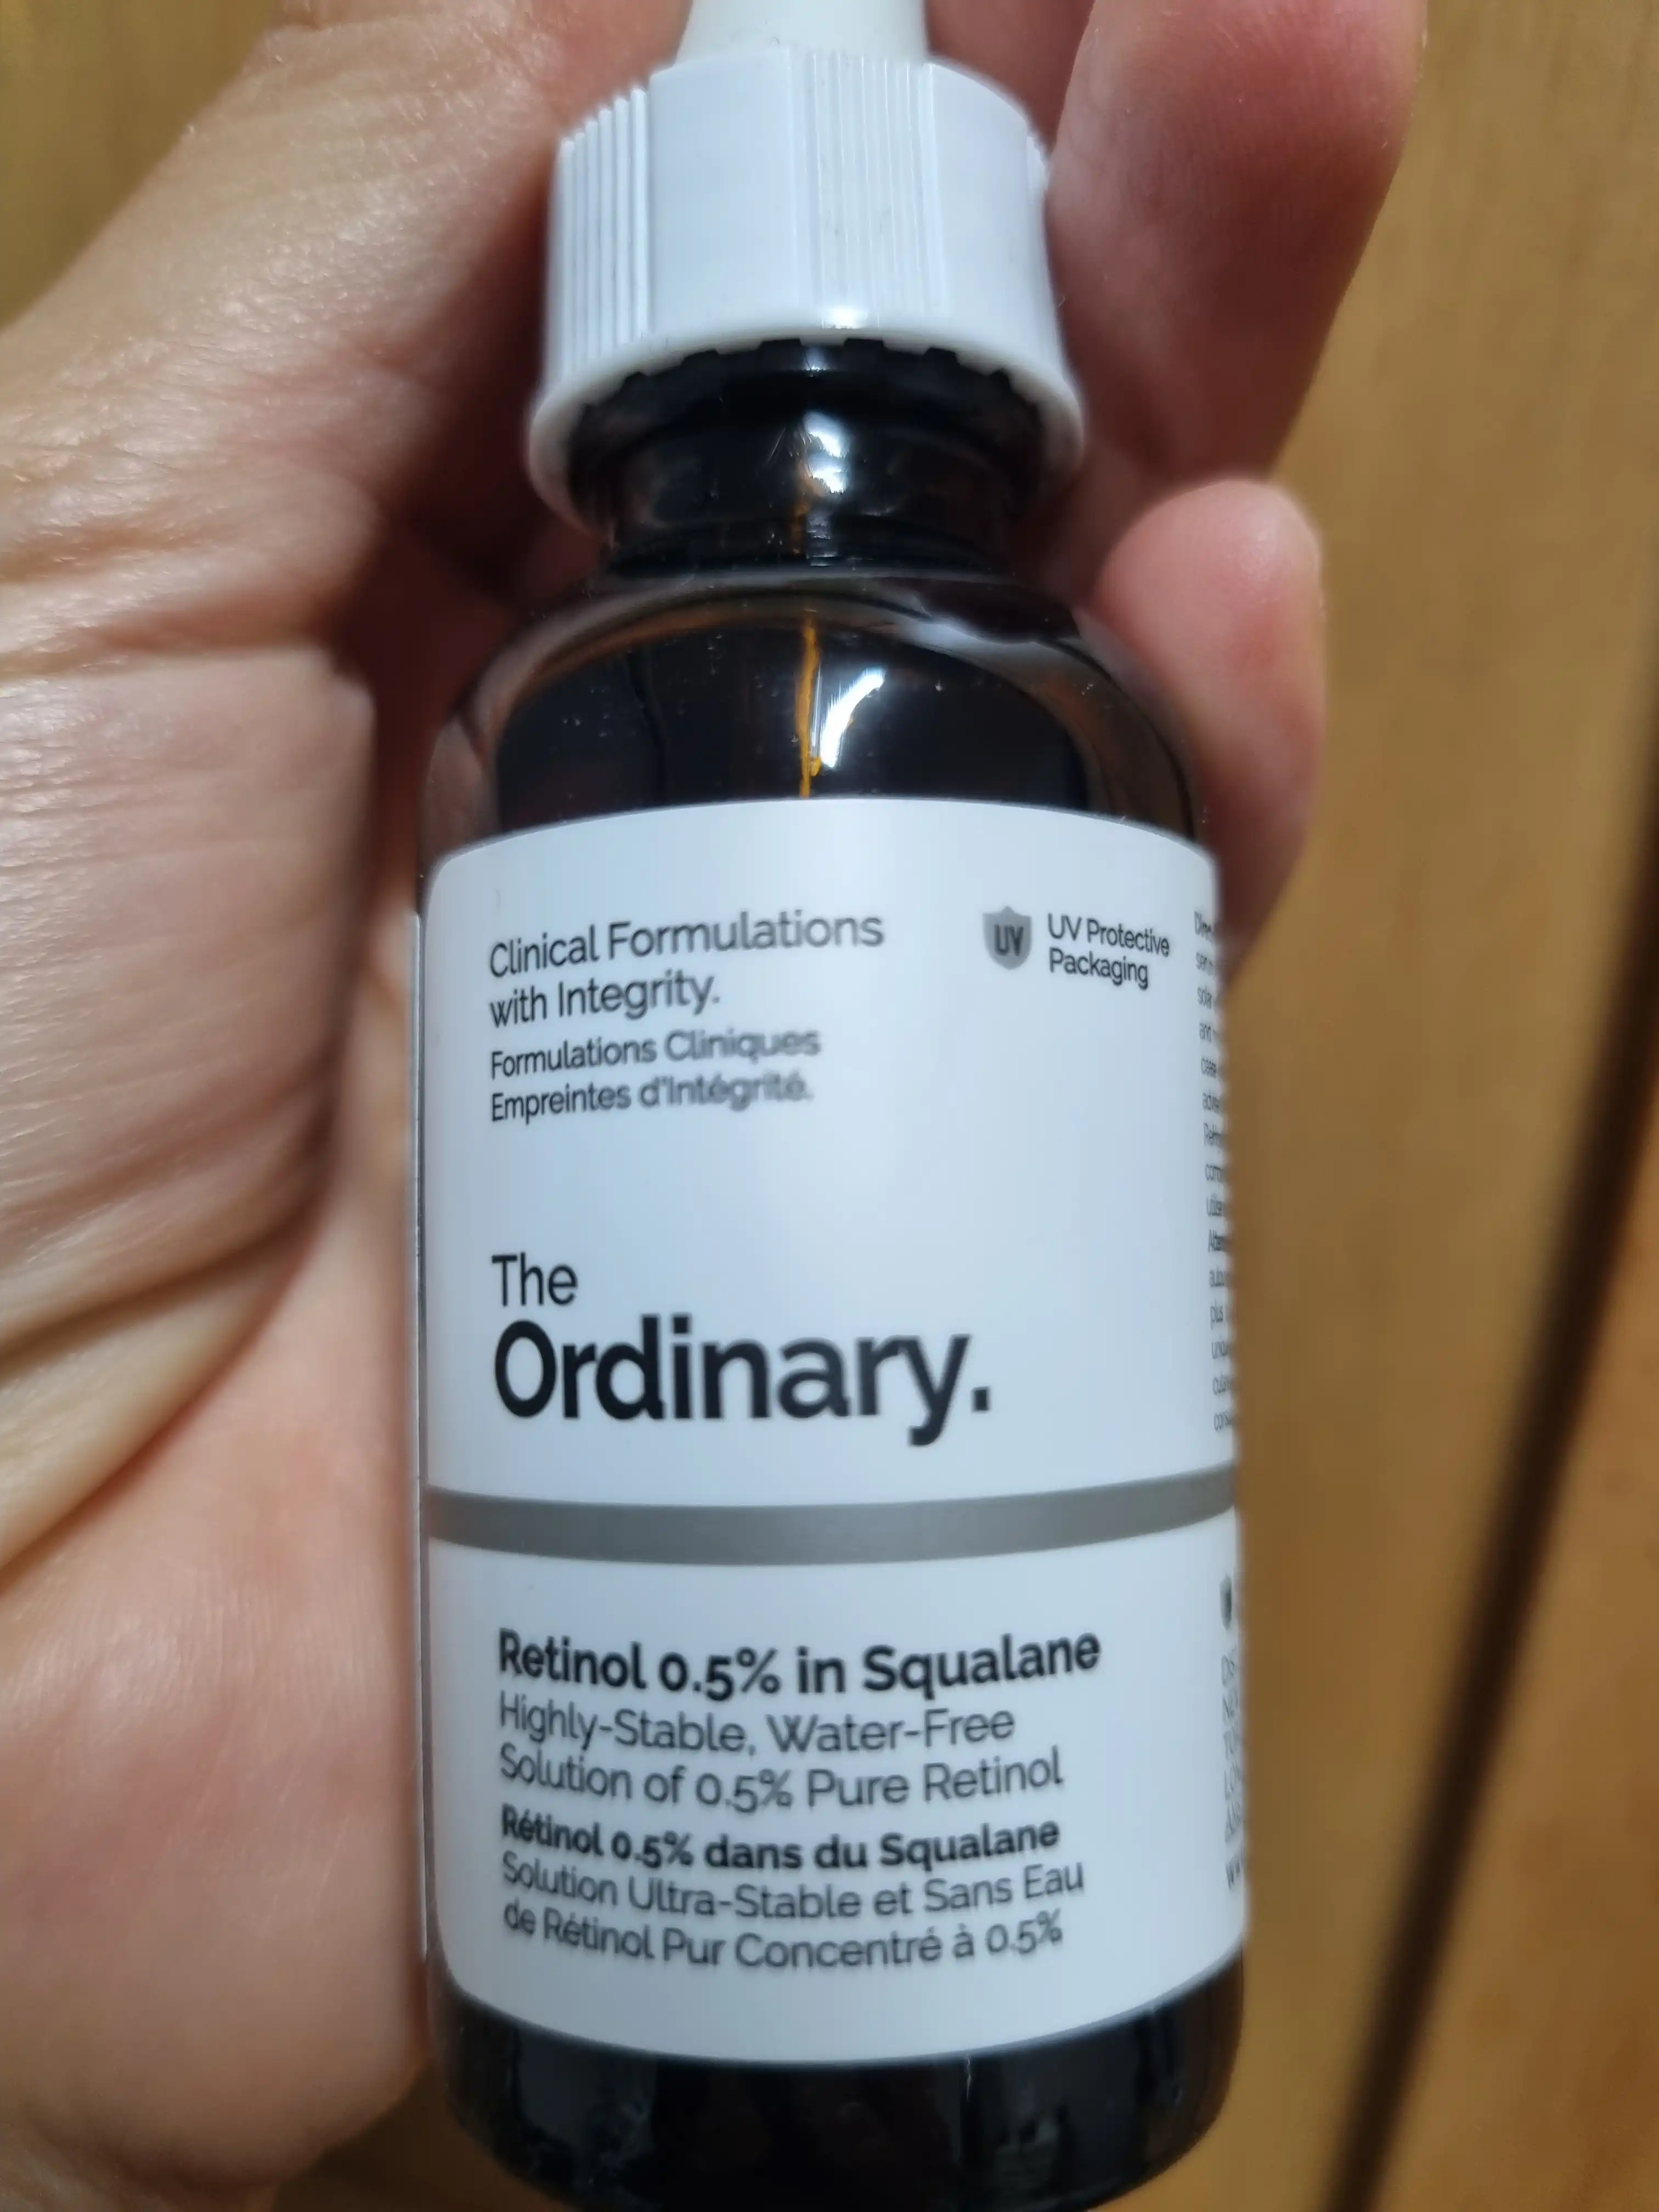 Clinical Formulations
with Integrity.
Formulations Cliniques
Empreintes d'Intégrité.
UV
UV Protective
Packaging
The
Ordinary.
Retinol 0.5% in Squalane
Highly-Stable, Water-Free
Solution of 0.5% Pure Retinol
Rétinol 0.5% dans du Squalane
Solution Ultra-Stable et Sans Eau
de Rétinol Pur Concentré à 0.5%